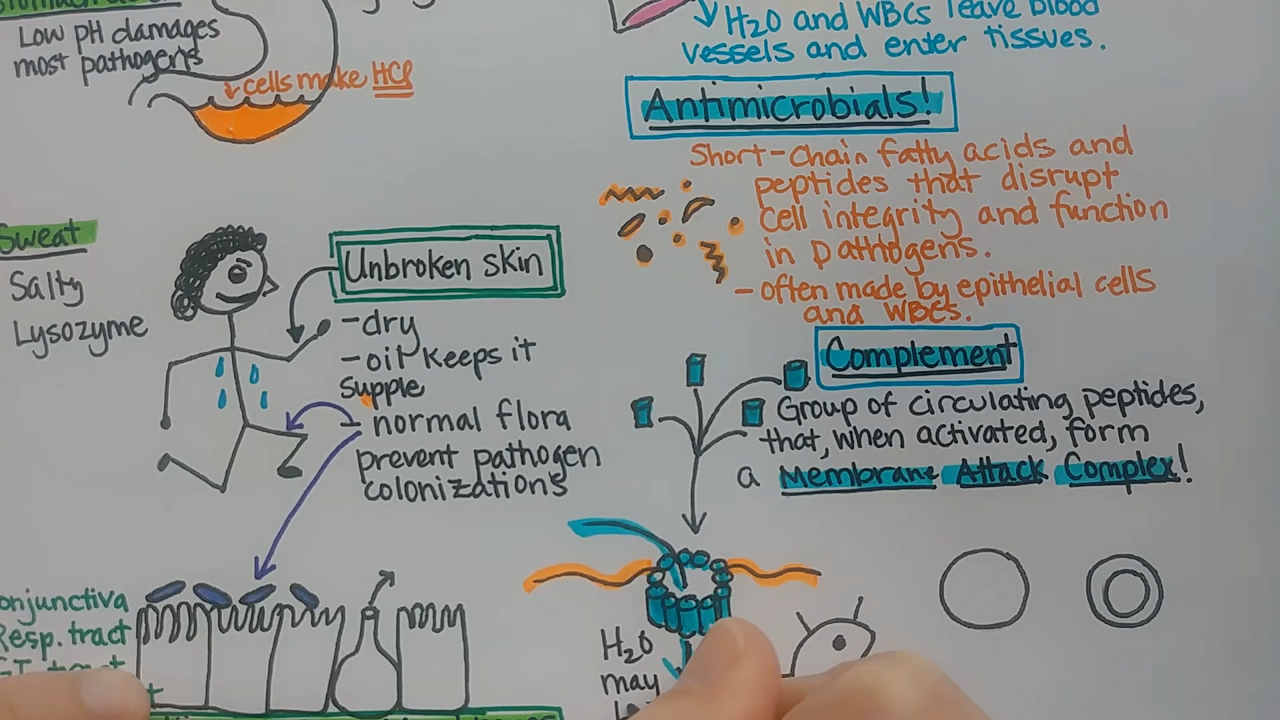 Low pH damages
most pathogens
cells make HCl
Sweat
Salty
Lysozyme
Unbroken skin
-dry
-oil keeps it
supple
- normal flora
prevent pathogen
colonizations
Resp. tract
H2O and WBCs leave blood
vessels and enter tissues.
Antimicrobials!
Short-chain fatty acids and
peptides that disrupt
cell integrity and function
in pathogens.
- often made by epithelial cells
and WBCs.
Complement
Group of circulating peptides,
that, when activated, form
a Membrane Attack Complex!
H2O
may